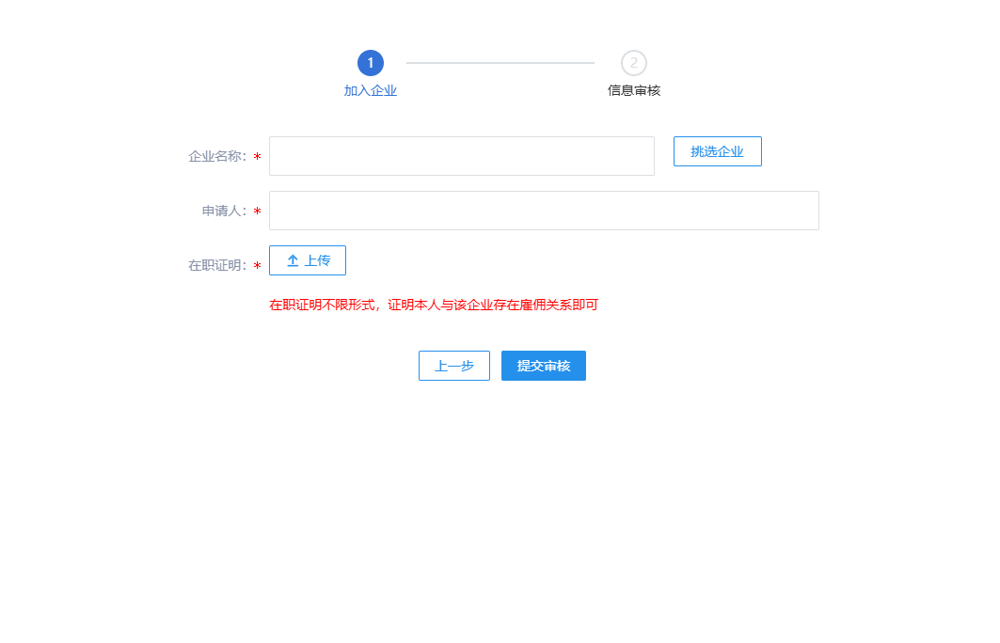 1 2
加入企业 信息审核
企业名称：* 挑选企业
申请人：*
在职证明：* 上传
在职证明不限形式，证明本人与该企业存在雇佣关系即可
上一步 提交审核